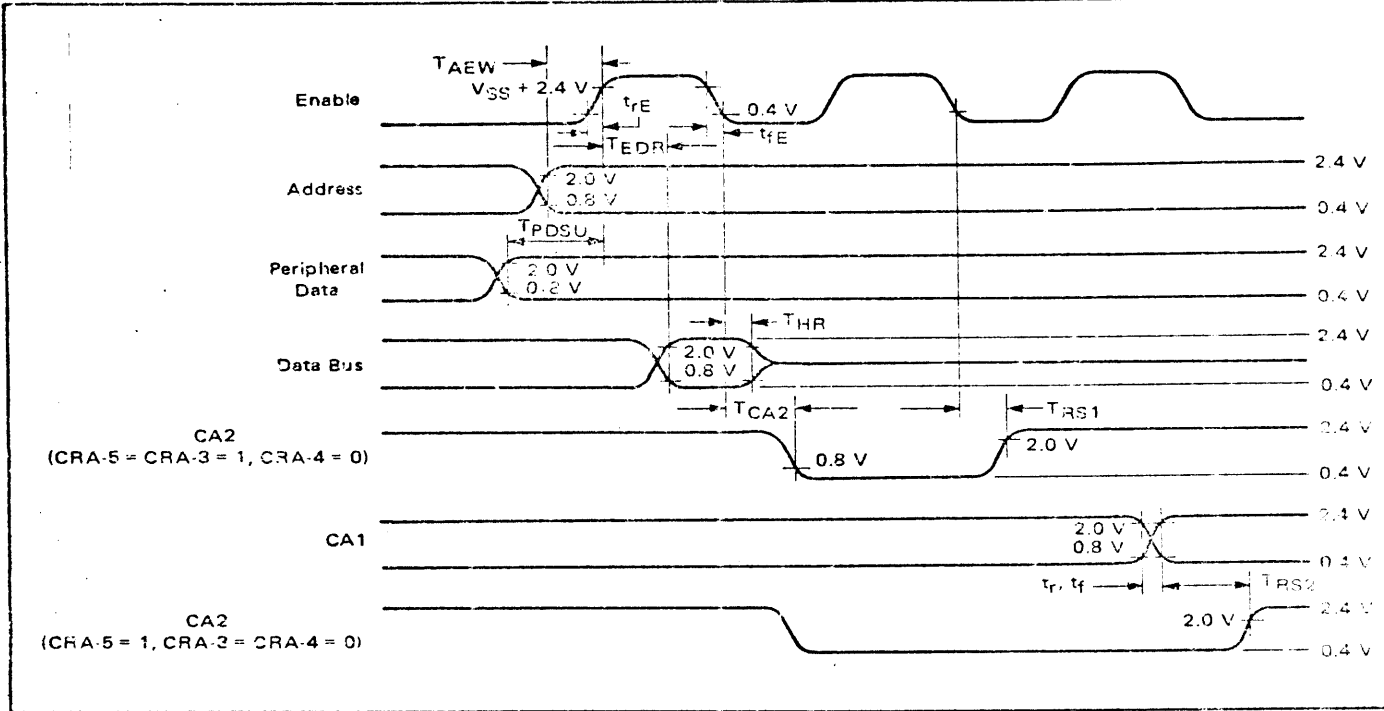 TAEW
VSS + 2.4 V
Enable
trE
0.4 V
tfE
TEDR
Address
2.0 V
0.8 V
2.4 V
0.4 V
TPDSU
Peripheral
Data
2.0 V
0.8 V
2.4 V
0.4 V
THR
Data Bus
2.0 V
0.8 V
2.4 V
0.4 V
TCA2
TRS1
CA2
(CRA-5 = CRA-3 = 1, CRA-4 = 0)
0.8 V
2.0 V
2.4 V
0.4 V
CA1
2.0 V
0.8 V
2.4 V
0.4 V
tr, tf
TRS2
CA2
(CRA-5 = 1, CRA-3 = CRA-4 = 0)
2.0 V
2.4 V
0.4 V